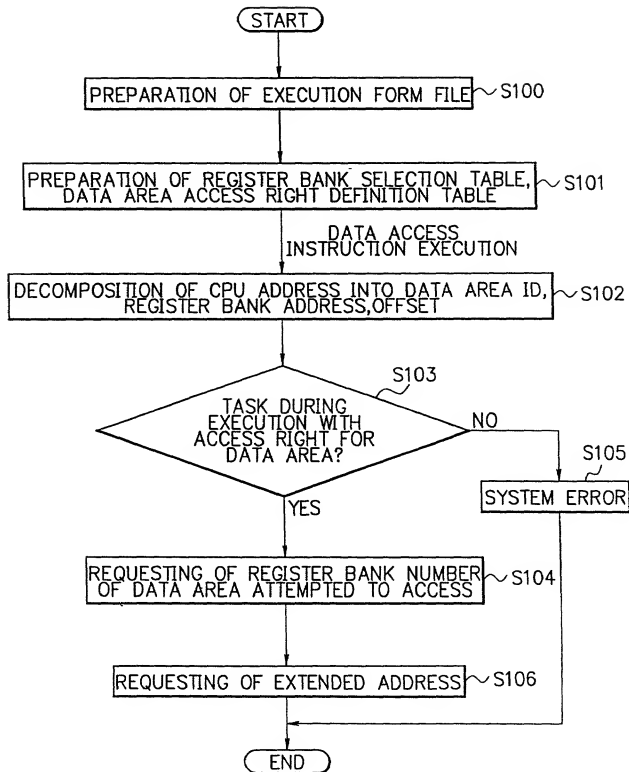 START
PREPARATION OF EXECUTION FORM FILE
S100
PREPARATION OF REGISTER BANK SELECTION TABLE,
DATA AREA ACCESS RIGHT DEFINITION TABLE
S101
DATA ACCESS
INSTRUCTION EXECUTION
DECOMPOSITION OF CPU ADDRESS INTO DATA AREA ID,
REGISTER BANK ADDRESS,OFFSET
S102
S103
TASK DURING
EXECUTION WITH
ACCESS RIGHT FOR
DATA AREA?
NO
S105
SYSTEM ERROR
YES
REQUESTING OF REGISTER BANK NUMBER
OF DATA AREA ATTEMPTED TO ACCESS
S104
REQUESTING OF EXTENDED ADDRESS
S106
END